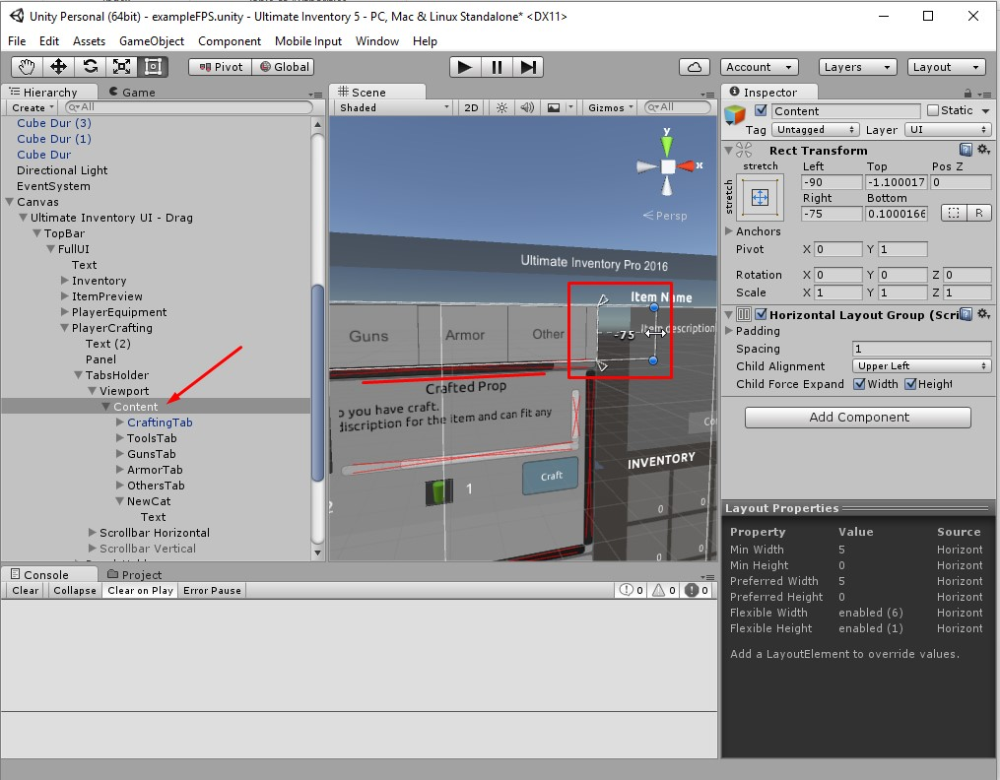 Unity Personal (64bit) - exampleFPS.unity - Ultimate Inventory 5 - PC, Mac & Linux Standalone* <DX11>
File Edit Assets GameObject Component Mobile Input Window Help
Pivot Global Account Layers Layout
Hierarchy Game
Create All
Cube Dur (3)
Cube Dur (1)
Cube Dur
Directional Light
EventSystem
Canvas
Ultimate Inventory UI - Drag
TopBar
FullUI
Text
Inventory
ItemPreview
PlayerEquipment
PlayerCrafting
Text (2)
Panel
TabsHolder
Viewport
Content
CraftingTab
ToolsTab
GunsTab
ArmorTab
OthersTab
NewCat
Text
Scrollbar Horizontal
Scrollbar Vertical
Scene
Shaded 2D Gizmos All
y
x
Persp
Ultimate Inventory Pro 2016
Item Name
Item description
-75
Guns Armor Other
Crafted Prop
o you have craft.
discription for the item and can fit any
Craft
1
2
INVENTORY
Co
0 0
0 0
Inspector
Content Static
Tag Untagged Layer UI
Rect Transform
stretch Left Top Pos Z
stretch -90 -1.100017 0
Right Bottom
-75 0.1000166 R
Anchors
Pivot X 0 Y 1
Rotation X 0 Y 0 Z 0
Scale X 1 Y 1 Z 1
Horizontal Layout Group (Scri
Padding
Spacing 1
Child Alignment Upper Left
Child Force Expand Width Height
Add Component
Layout Properties
Property Value Source
Min Width 5 Horizont
Min Height 0 Horizont
Preferred Width 5 Horizont
Preferred Height 0 Horizont
Flexible Width enabled (6) Horizont
Flexible Height enabled (1) Horizont
Add a LayoutElement to override values.
Console Project
Clear Collapse Clear on Play Error Pause 0 0 0